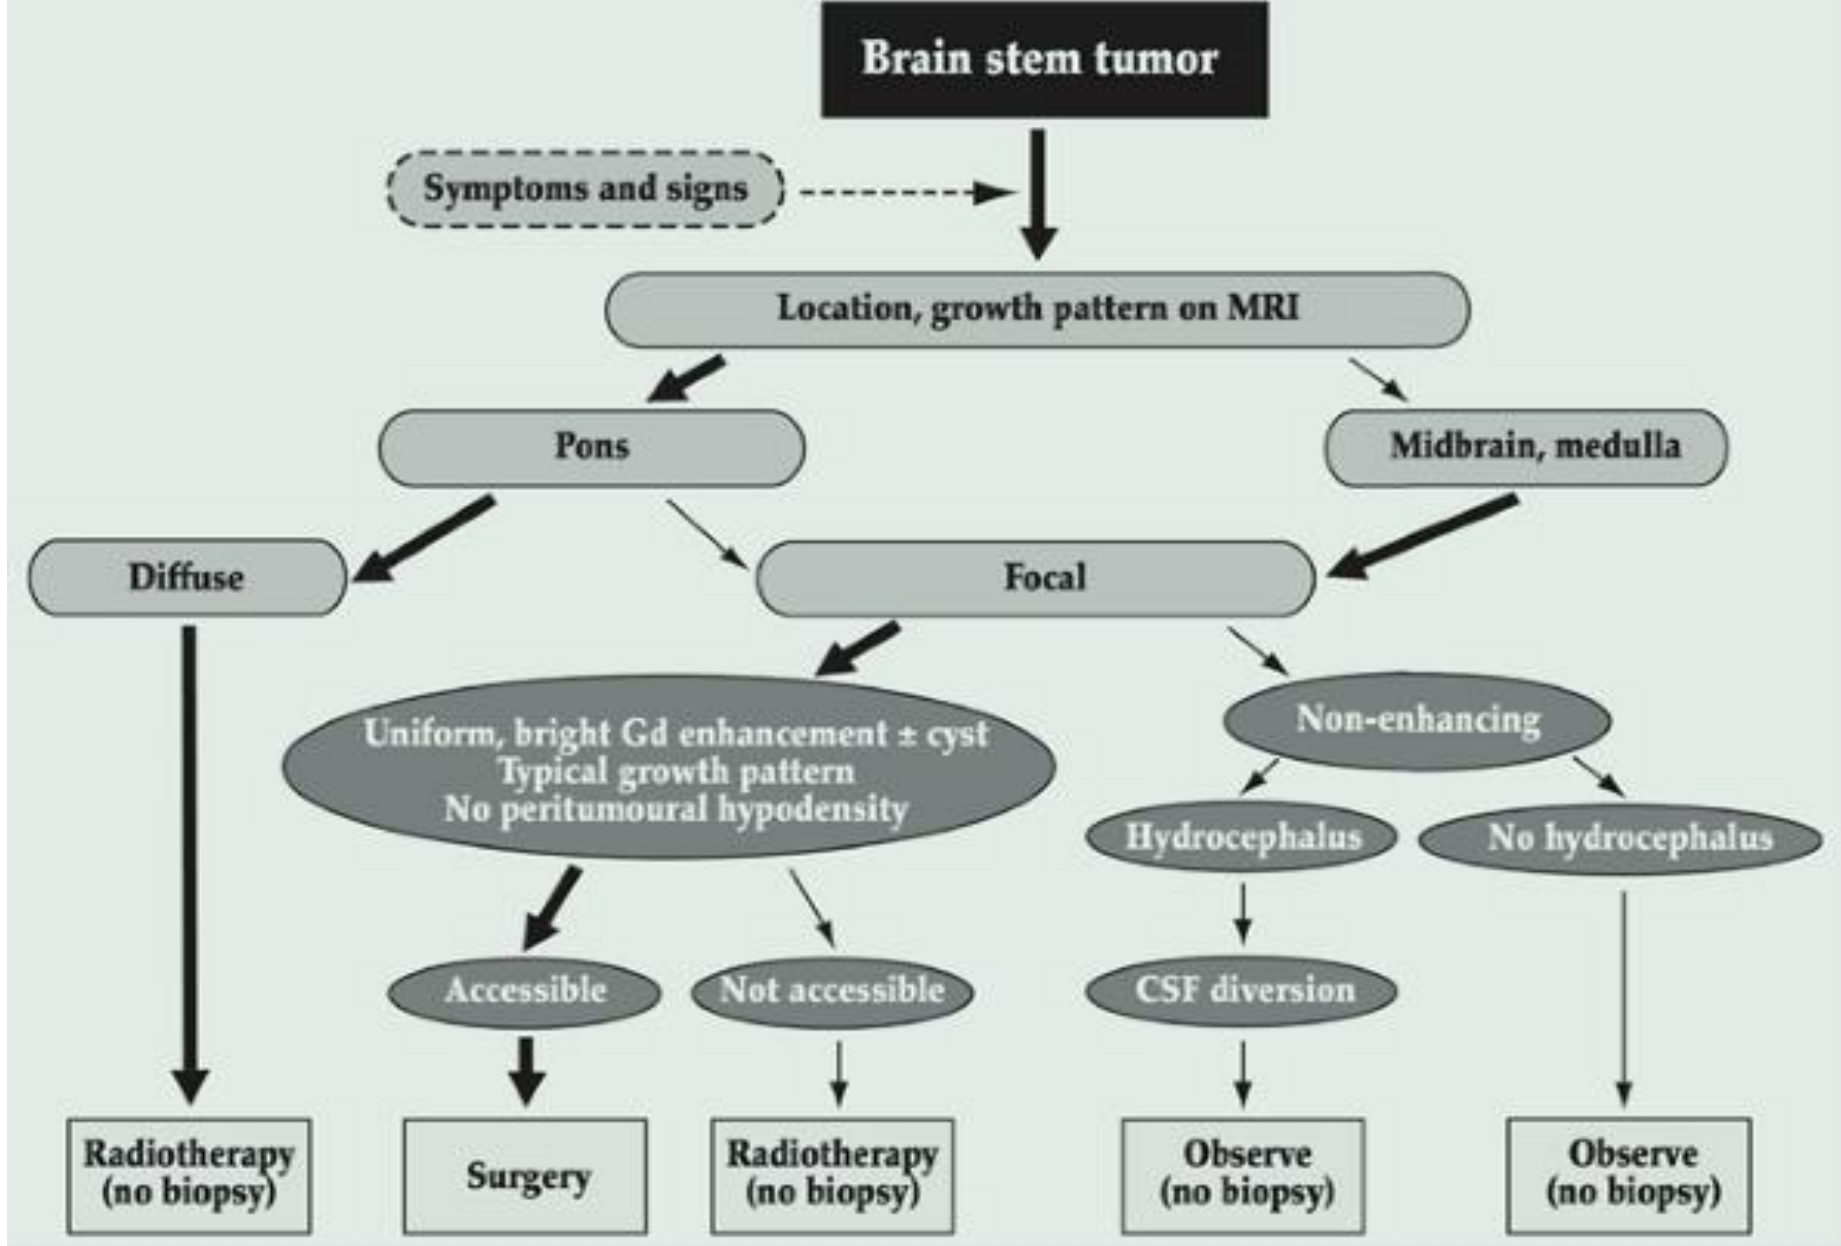 Brain stem tumor
Symptoms and signs
Location, growth pattern on MRI
Pons
Midbrain, medulla
Diffuse
Focal
Uniform, bright Gd enhancement ± cyst
Typical growth pattern
No peritumoural hypodensity
Non-enhancing
Hydrocephalus
No hydrocephalus
Accessible
Not accessible
CSF diversion
Radiotherapy
(no biopsy)
Surgery
Radiotherapy
(no biopsy)
Observe
(no biopsy)
Observe
(no biopsy)